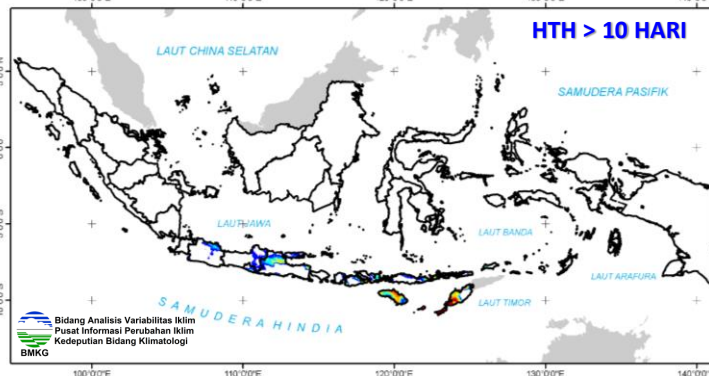 HTH > 10 HARI
LAUT CHINA SELATAN
SAMUDERA PASIFIK
LAUT JAWA
LAUT BANDA
LAUT ARAFURA
LAUT TIMOR
SAMUDERA HINDIA
Bidang Analisis Variabilitas Iklim
Pusat Informasi Perubahan Iklim
Kedeputian Bidang Klimatologi
BMKG
100°0'0"E 110°0'0"E 120°0'0"E 130°0'0"E 140°0'0"E